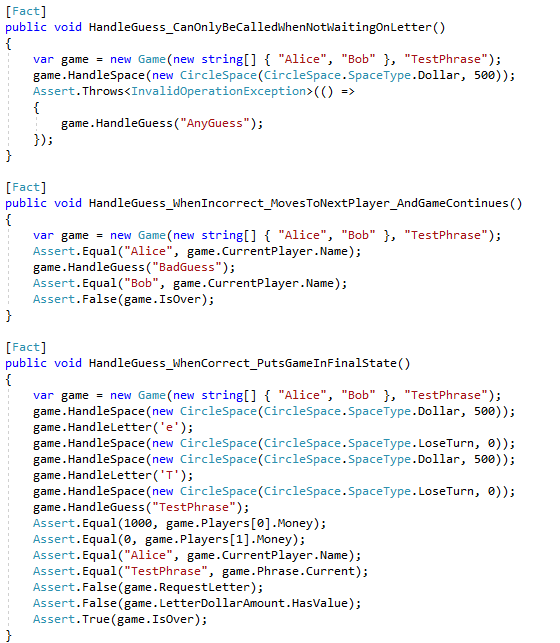 [Fact]
public void HandleGuess_CanOnlyBeCalledWhenNotWaitingOnLetter()
{
    var game = new Game(new string[] { "Alice", "Bob" }, "TestPhrase");
    game.HandleSpace(new CircleSpace(CircleSpace.SpaceType.Dollar, 500));
    Assert.Throws<InvalidOperationException>(() =>
    {
        game.HandleGuess("AnyGuess");
    });
}

[Fact]
public void HandleGuess_WhenIncorrect_MovesToNextPlayer_AndGameContinues()
{
    var game = new Game(new string[] { "Alice", "Bob" }, "TestPhrase");
    Assert.Equal("Alice", game.CurrentPlayer.Name);
    game.HandleGuess("BadGuess");
    Assert.Equal("Bob", game.CurrentPlayer.Name);
    Assert.False(game.IsOver);
}

[Fact]
public void HandleGuess_WhenCorrect_PutsGameInFinalState()
{
    var game = new Game(new string[] { "Alice", "Bob" }, "TestPhrase");
    game.HandleSpace(new CircleSpace(CircleSpace.SpaceType.Dollar, 500));
    game.HandleLetter('e');
    game.HandleSpace(new CircleSpace(CircleSpace.SpaceType.LoseTurn, 0));
    game.HandleSpace(new CircleSpace(CircleSpace.SpaceType.Dollar, 500));
    game.HandleLetter('T');
    game.HandleSpace(new CircleSpace(CircleSpace.SpaceType.LoseTurn, 0));
    game.HandleGuess("TestPhrase");
    Assert.Equal(1000, game.Players[0].Money);
    Assert.Equal(0, game.Players[1].Money);
    Assert.Equal("Alice", game.CurrentPlayer.Name);
    Assert.Equal("TestPhrase", game.Phrase.Current);
    Assert.False(game.RequestLetter);
    Assert.False(game.LetterDollarAmount.HasValue);
    Assert.True(game.IsOver);
}